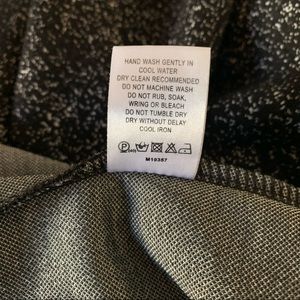 HAND WASH GENTLY IN
COOL WATER
DRY CLEAN RECOMMENDED
DO NOT MACHINE WASH
DO NOT RUB, SOAK,
WRING OR BLEACH
DO NOT TUMBLE DRY
DRY WITHOUT DELAY
COOL IRON
P
M19357